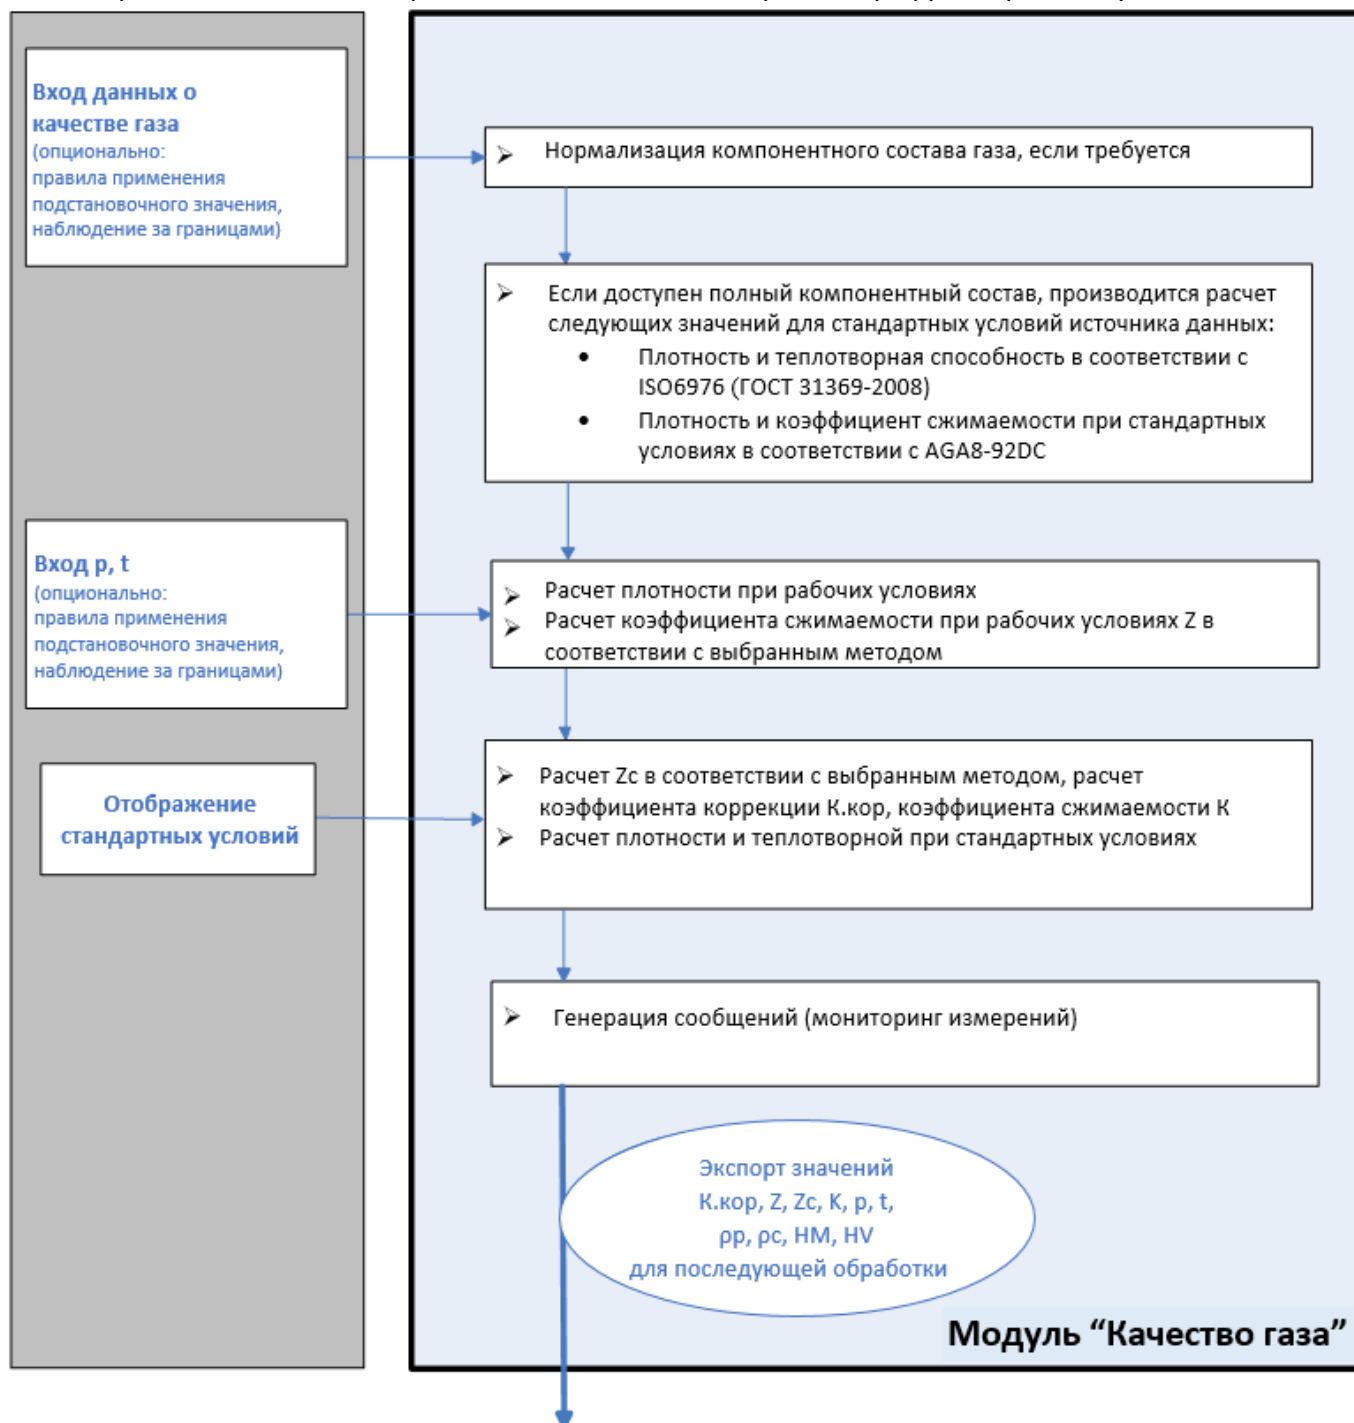 Вход данных о
качестве газа
(опционально:
правила применения
подстановочного значения,
наблюдение за границами)
➢ Нормализация компонентного состава газа, если требуется
➢ Если доступен полный компонентный состав, производится расчет
следующих значений для стандартных условий источника данных:
• Плотность и теплотворная способность в соответствии с
ISO6976 (ГОСТ 31369-2008)
• Плотность и коэффициент сжимаемости при стандартных
условиях в соответствии с AGA8-92DC
Вход p, t
(опционально:
правила применения
подстановочного значения,
наблюдение за границами)
➢ Расчет плотности при рабочих условиях
➢ Расчет коэффициента сжимаемости при рабочих условиях Z в
соответствии с выбранным методом
Отображение
стандартных условий
➢ Расчет Zc в соответствии с выбранным методом, расчет
коэффициента коррекции К.кор, коэффициента сжимаемости К
➢ Расчет плотности и теплотворной при стандартных условиях
➢ Генерация сообщений (мониторинг измерений)
Экспорт значений
К.кор, Z, Zc, K, p, t,
ρр, ρс, HM, HV
для последующей обработки
Модуль “Качество газа”